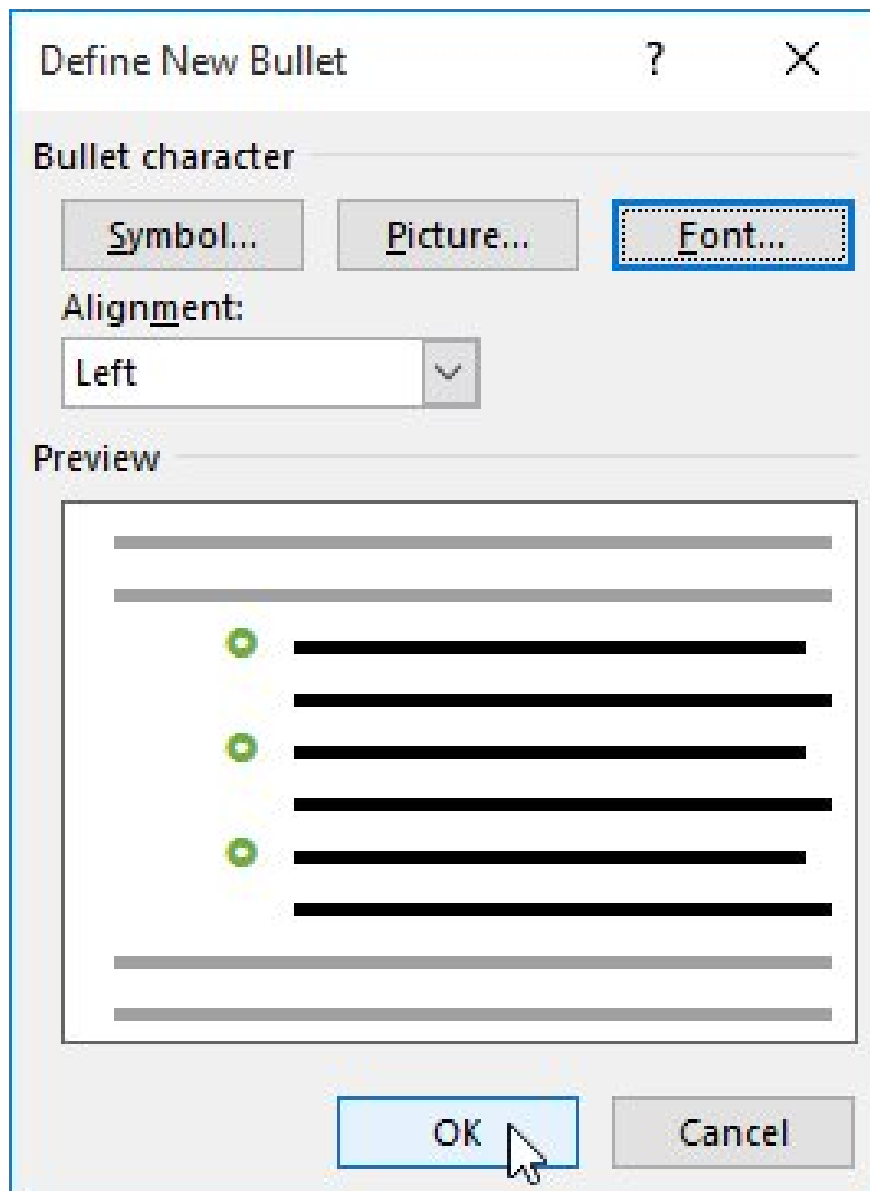 Define New Bullet ? ×
Bullet character
Symbol... Picture... Font...
Alignment:
Left
Preview
OK Cancel